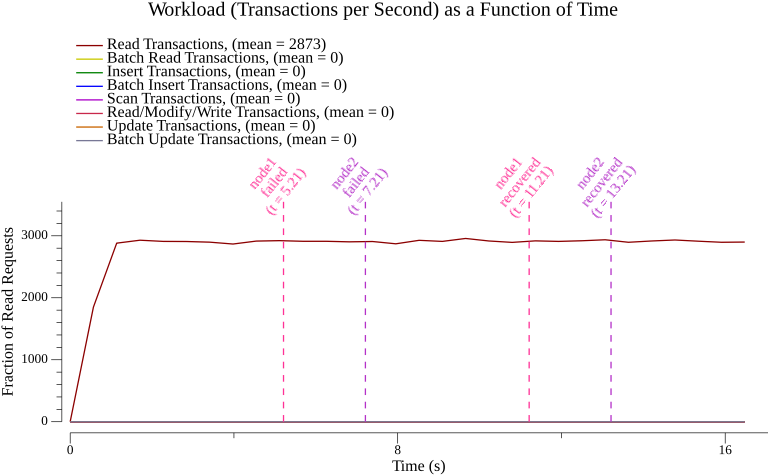 Workload (Transactions per Second) as a Function of Time
Read Transactions, (mean = 2873)
Batch Read Transactions, (mean = 0)
Insert Transactions, (mean = 0)
Batch Insert Transactions, (mean = 0)
Scan Transactions, (mean = 0)
Read/Modify/Write Transactions, (mean = 0)
Update Transactions, (mean = 0)
Batch Update Transactions, (mean = 0)
node1
failed
(t = 5.21)
node2
failed
(t = 7.21)
node1
recovered
(t = 11.21)
node2
recovered
(t = 13.21)
Fraction of Read Requests
3000
2000
1000
0
0
8
16
Time (s)